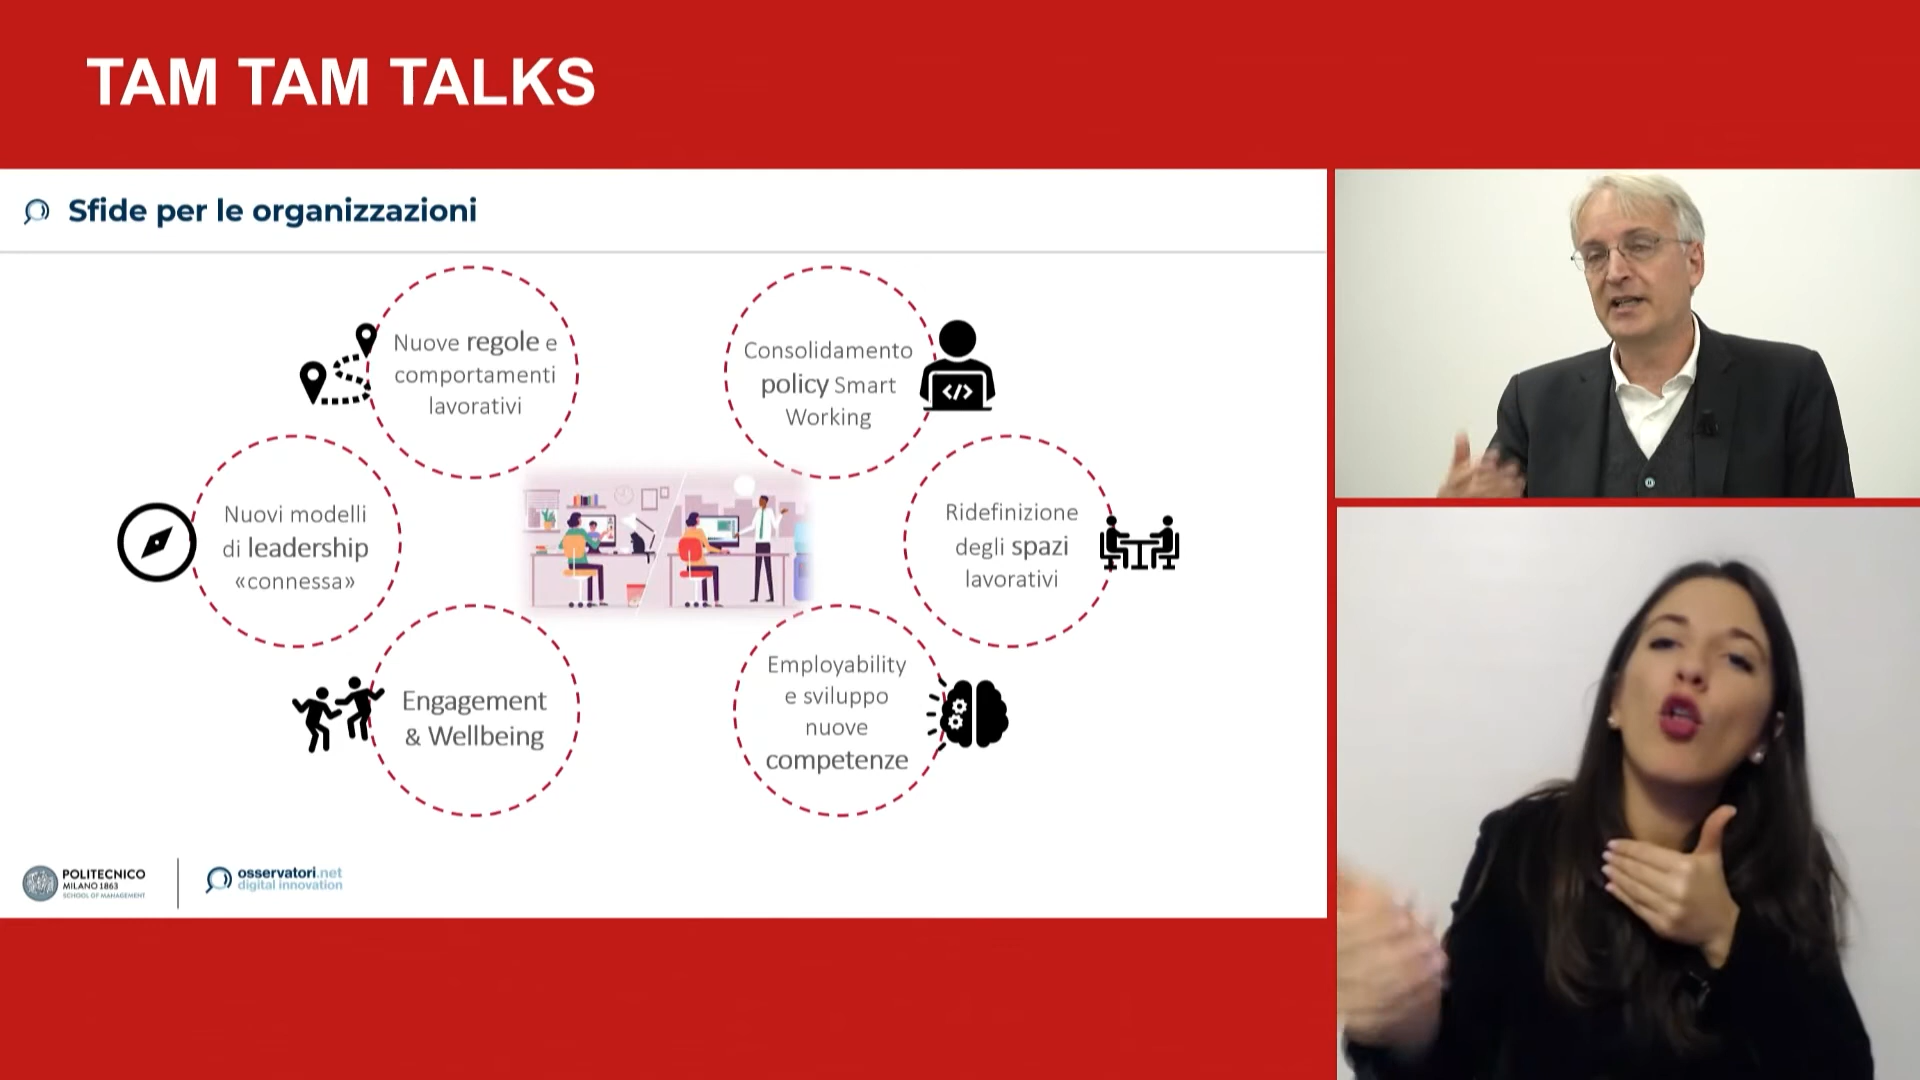 TAM TAM TALKS
Sfide per le organizzazioni
Nuove regole e
comportamenti
lavorativi
Consolidamento
policy Smart
Working
</>
Nuovi modelli
di leadership
«connessa»
Ridefinizione
degli spazi
lavorativi
Engagement
& Wellbeing
Employability
e sviluppo
nuove
competenze
POLITECNICO
MILANO 1863
SCHOOL OF MANAGEMENT
osservatori.net
digital innovation